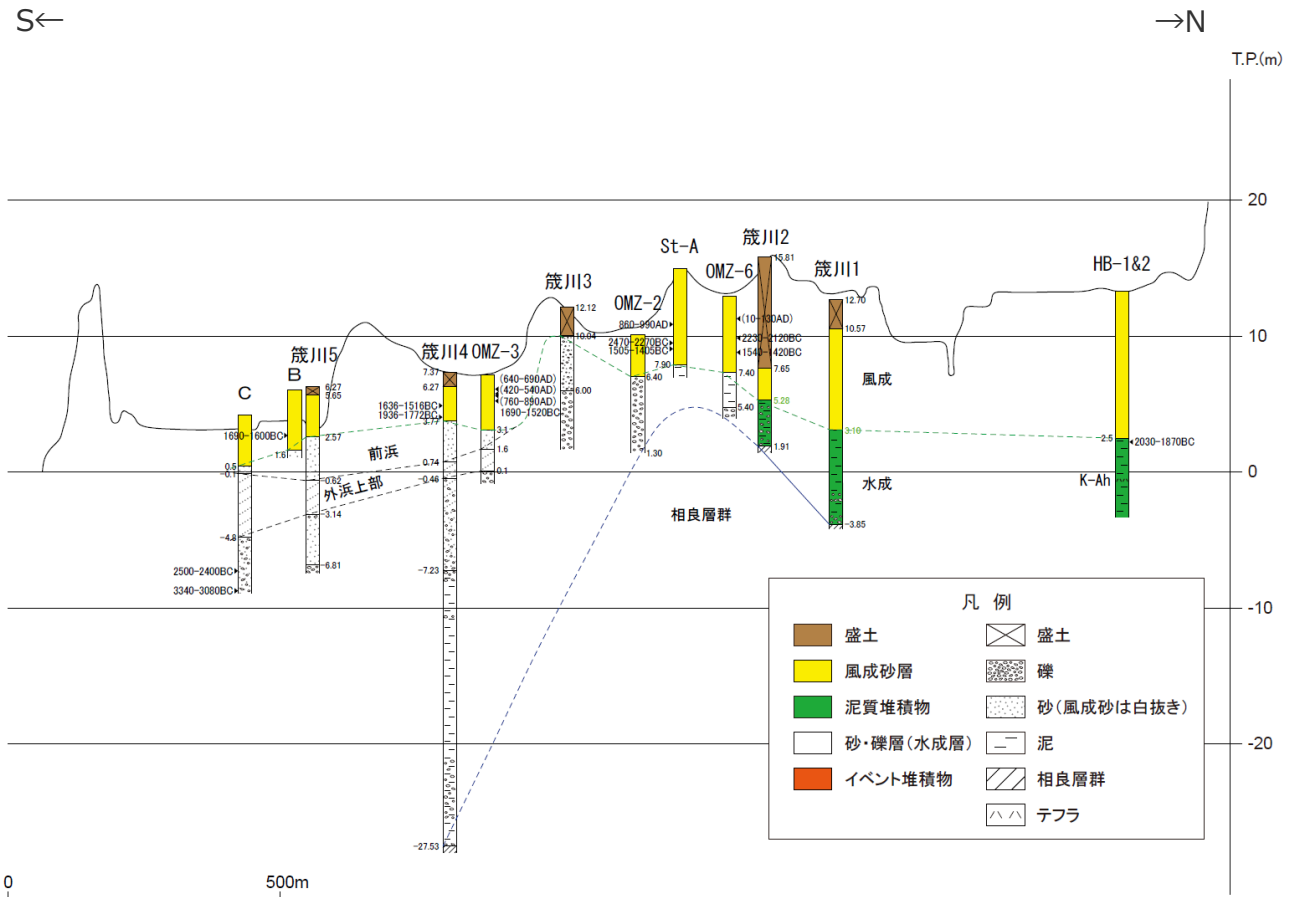 S←
→N
T.P.(m)
20
10
0
-10
-20
C
0.5
-0.1
-4.8
2500-2400BC
3340-3080BC
B
1690-1600BC
1.6
筬川5
6.27
5.65
2.57
-0.62
-3.14
-6.81
前浜
外浜上部
筬川4
7.37
6.27
1636-1516BC
1936-1772BC
3.77
0.74
-0.46
-7.23
-27.53
OMZ-3
(640-690AD)
(420-540AD)
(760-890AD)
1690-1520BC
3.1
1.6
0.1
筬川3
12.12
10.04
6.00
OMZ-2
6.40
1.30
St-A
860-990AD
2470-2270BC
1505-1405BC
7.90
OMZ-6
(10-130AD)
2230-2120BC
1540-1420BC
7.40
5.40
筬川2
15.81
7.65
5.28
1.91
筬川1
12.70
10.57
3.10
-3.85
風成
水成
相良層群
HB-1&2
2.5
2030-1870BC
K-Ah
凡 例
盛土
盛土
風成砂層
礫
泥質堆積物
砂(風成砂は白抜き)
砂・礫層(水成層)
泥
イベント堆積物
相良層群
テフラ
0
500m